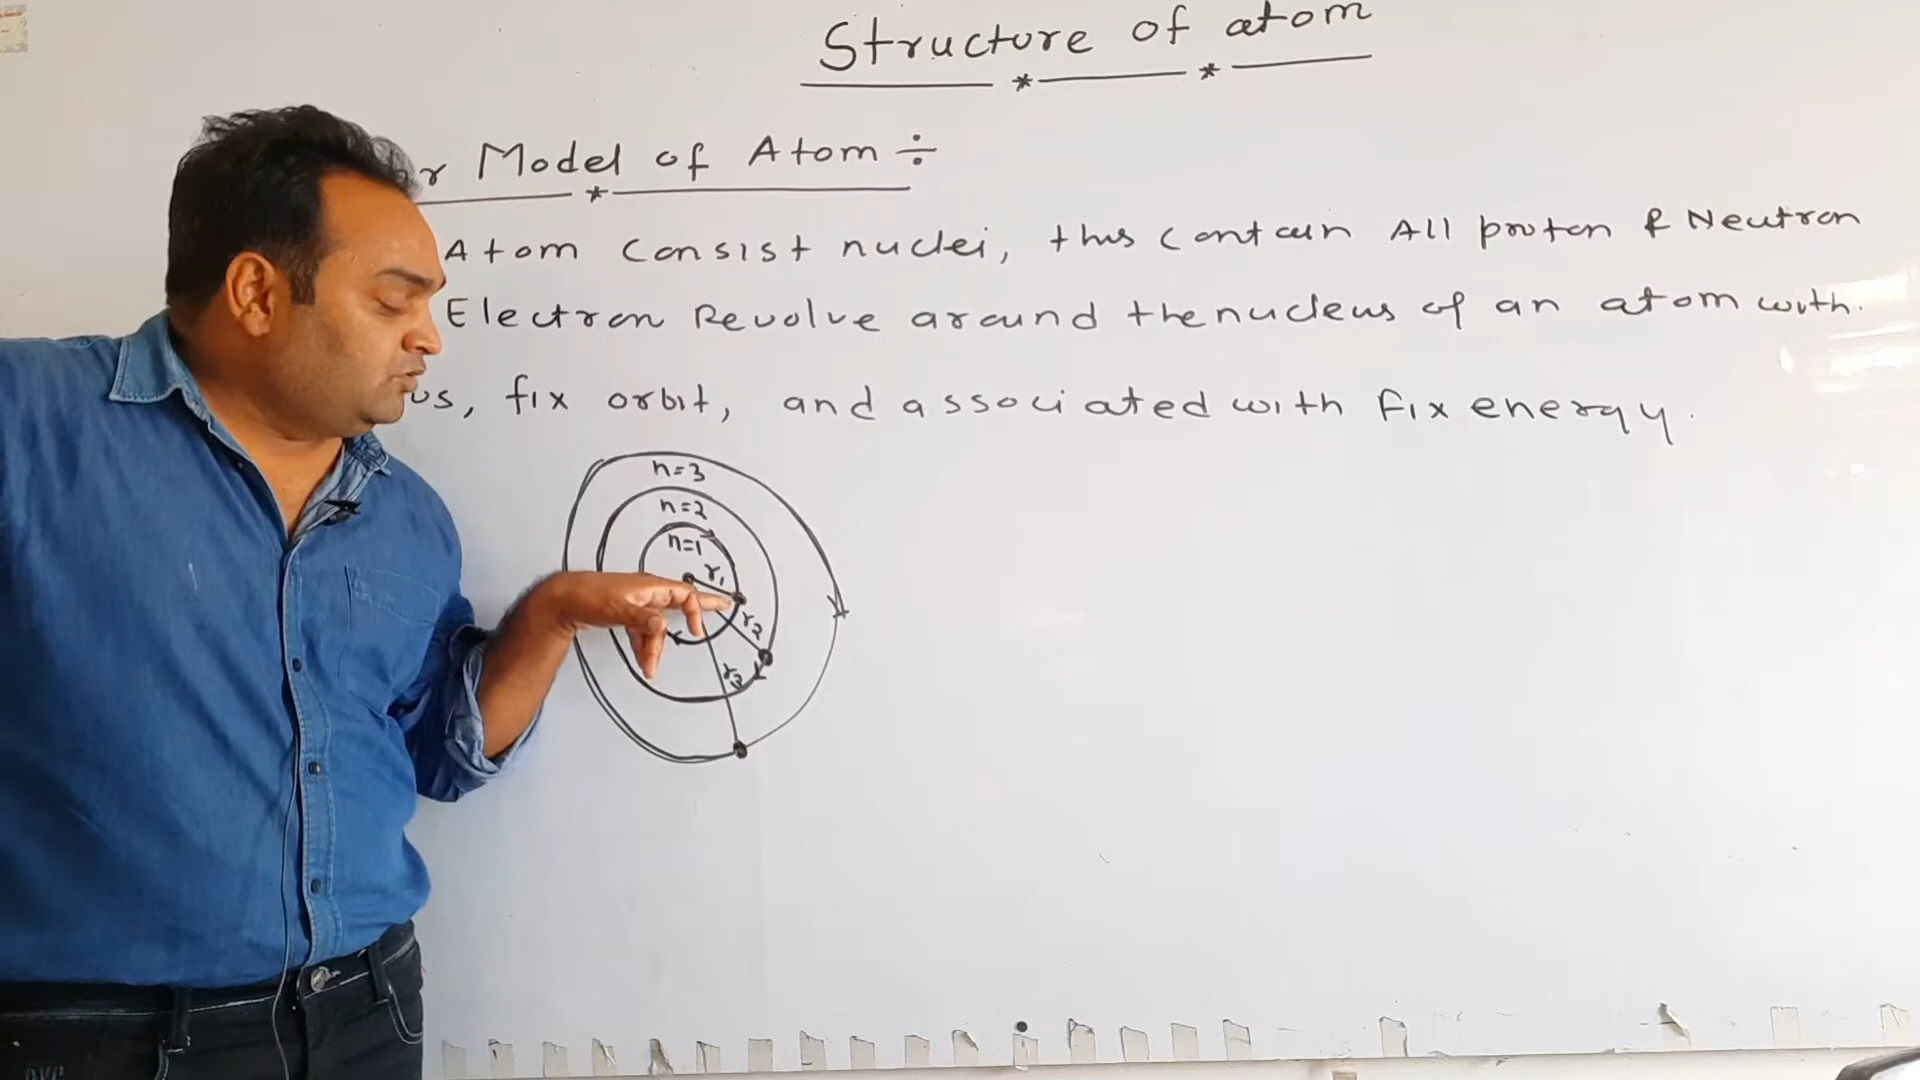 Structure of atom
r Model of Atom ÷
Atom consist nuclei, this contain All proton & Neutron
Electron Revolve around the nucleus of an atom with.
us, fix orbit, and associated with fix energy.
n=3
n=2
n=1
r₁
r₂
r₃